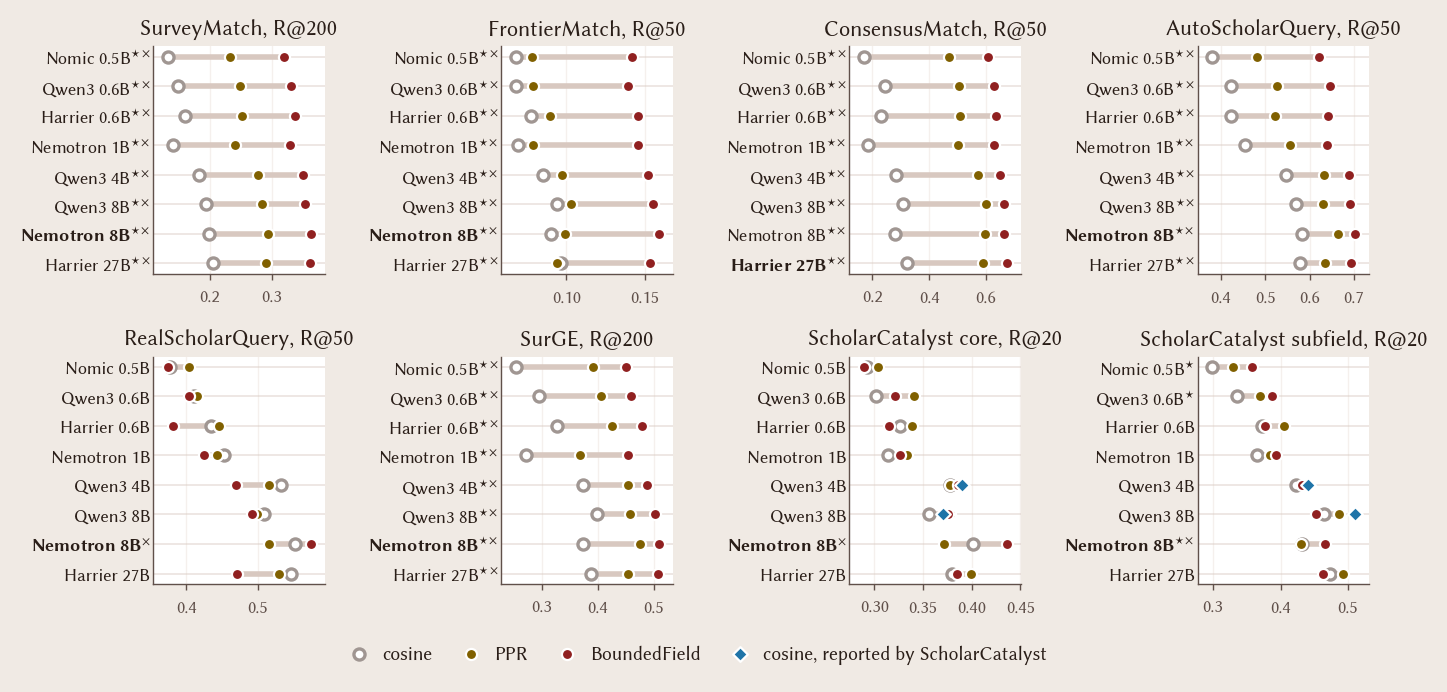 SurveyMatch, R@200
Nomic 0.5B★×
Qwen3 0.6B★×
Harrier 0.6B★×
Nemotron 1B★×
Qwen3 4B★×
Qwen3 8B★×
Nemotron 8B★×
Harrier 27B★×
0.2 0.3
FrontierMatch, R@50
Nomic 0.5B★×
Qwen3 0.6B★×
Harrier 0.6B★×
Nemotron 1B★×
Qwen3 4B★×
Qwen3 8B★×
Nemotron 8B★×
Harrier 27B★×
0.10 0.15
ConsensusMatch, R@50
Nomic 0.5B★×
Qwen3 0.6B★×
Harrier 0.6B★×
Nemotron 1B★×
Qwen3 4B★×
Qwen3 8B★×
Nemotron 8B★×
Harrier 27B★×
0.2 0.4 0.6
AutoScholarQuery, R@50
Nomic 0.5B★×
Qwen3 0.6B★×
Harrier 0.6B★×
Nemotron 1B★×
Qwen3 4B★×
Qwen3 8B★×
Nemotron 8B★×
Harrier 27B★×
0.4 0.5 0.6 0.7
RealScholarQuery, R@50
Nomic 0.5B
Qwen3 0.6B
Harrier 0.6B
Nemotron 1B
Qwen3 4B
Qwen3 8B
Nemotron 8B×
Harrier 27B
0.4 0.5
SurGE, R@200
Nomic 0.5B★×
Qwen3 0.6B★×
Harrier 0.6B★×
Nemotron 1B★×
Qwen3 4B★×
Qwen3 8B★×
Nemotron 8B★×
Harrier 27B★×
0.3 0.4 0.5
ScholarCatalyst core, R@20
Nomic 0.5B
Qwen3 0.6B
Harrier 0.6B
Nemotron 1B
Qwen3 4B
Qwen3 8B
Nemotron 8B×
Harrier 27B
0.30 0.35 0.40 0.45
ScholarCatalyst subfield, R@20
Nomic 0.5B★
Qwen3 0.6B★
Harrier 0.6B
Nemotron 1B
Qwen3 4B
Qwen3 8B
Nemotron 8B★×
Harrier 27B
0.3 0.4 0.5
cosine PPR BoundedField cosine, reported by ScholarCatalyst